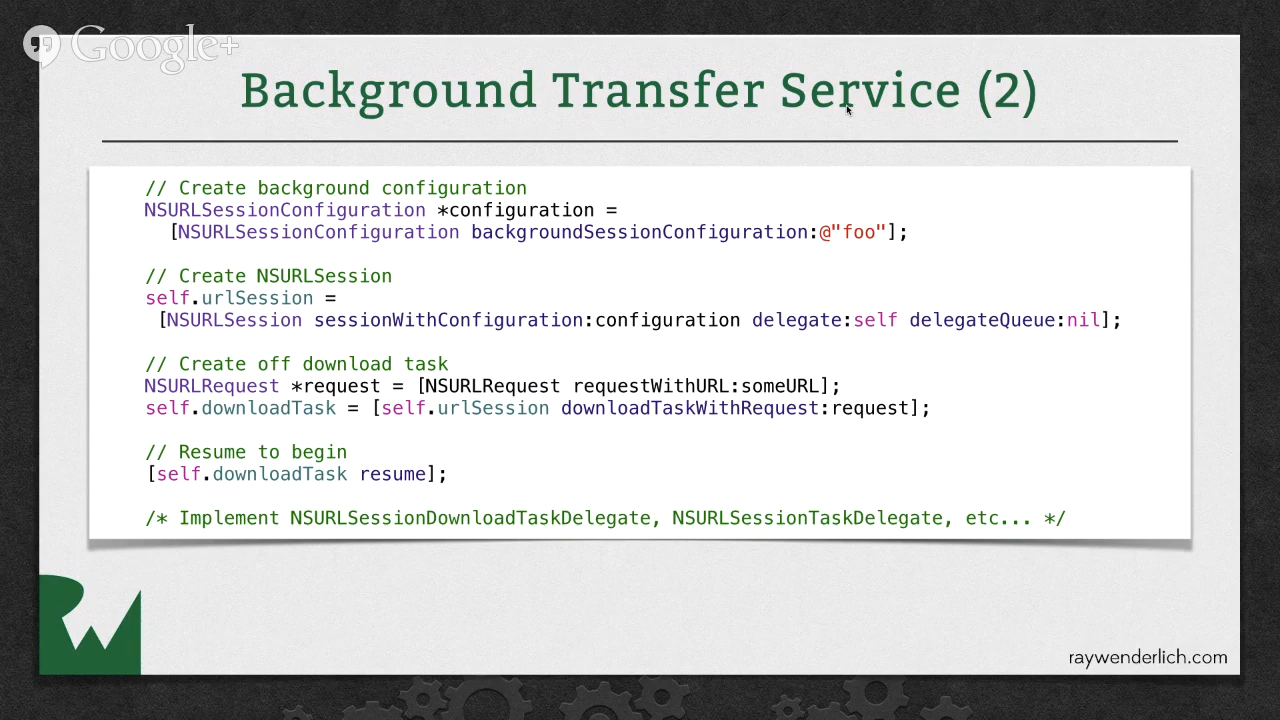 Google+
Background Transfer Service (2)
// Create background configuration
NSURLSessionConfiguration *configuration =
[NSURLSessionConfiguration backgroundSessionConfiguration:@"foo"];
// Create NSURLSession
self.urlSession =
[NSURLSession sessionWithConfiguration:configuration delegate:self delegateQueue:nil];
// Create off download task
NSURLRequest *request = [NSURLRequest requestWithURL:someURL];
self.downloadTask = [self.urlSession downloadTaskWithRequest:request];
// Resume to begin
[self.downloadTask resume];
/* Implement NSURLSessionDownloadTaskDelegate, NSURLSessionTaskDelegate, etc... */
RW
raywenderlich.com